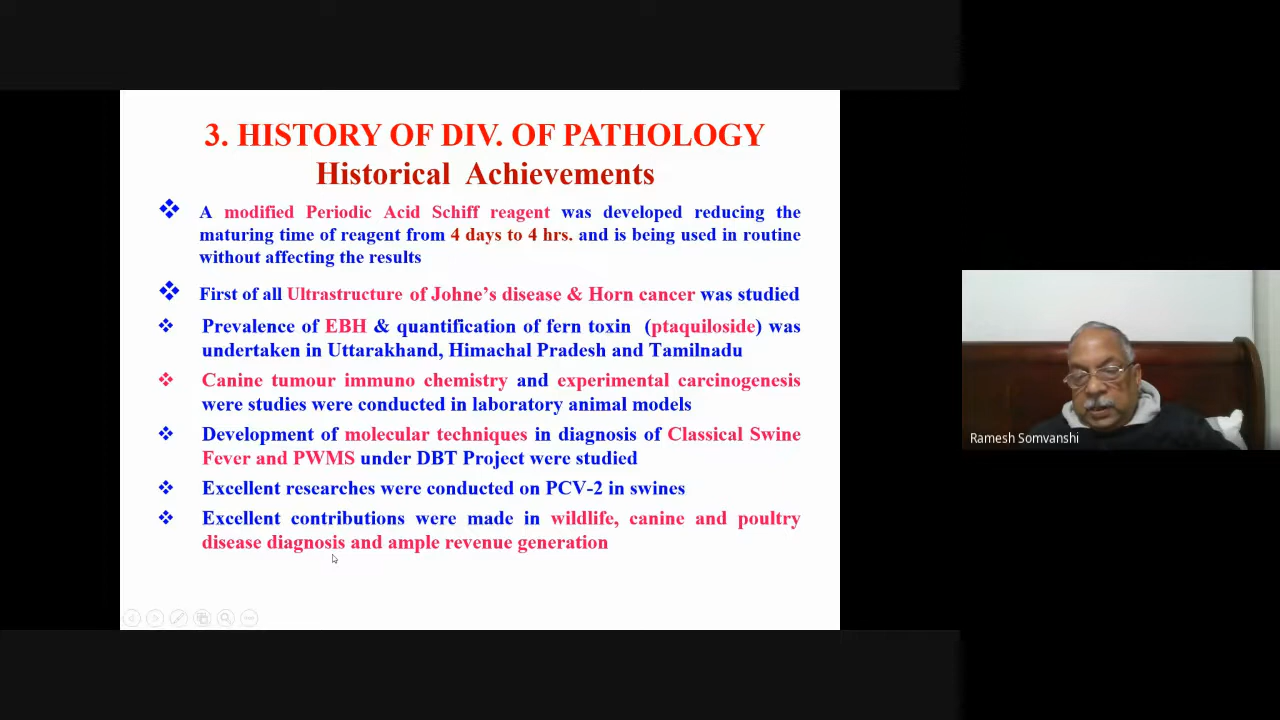 3. HISTORY OF DIV. OF PATHOLOGY
Historical Achievements
A modified Periodic Acid Schiff reagent was developed reducing the
maturing time of reagent from 4 days to 4 hrs. and is being used in routine
without affecting the results
First of all Ultrastructure of Johne’s disease & Horn cancer was studied
Prevalence of EBH & quantification of fern toxin (ptaquiloside) was
undertaken in Uttarakhand, Himachal Pradesh and Tamilnadu
Canine tumour immuno chemistry and experimental carcinogenesis
were studies were conducted in laboratory animal models
Development of molecular techniques in diagnosis of Classical Swine
Fever and PWMS under DBT Project were studied
Excellent researches were conducted on PCV-2 in swines
Excellent contributions were made in wildlife, canine and poultry
disease diagnosis and ample revenue generation
Ramesh Somvanshi